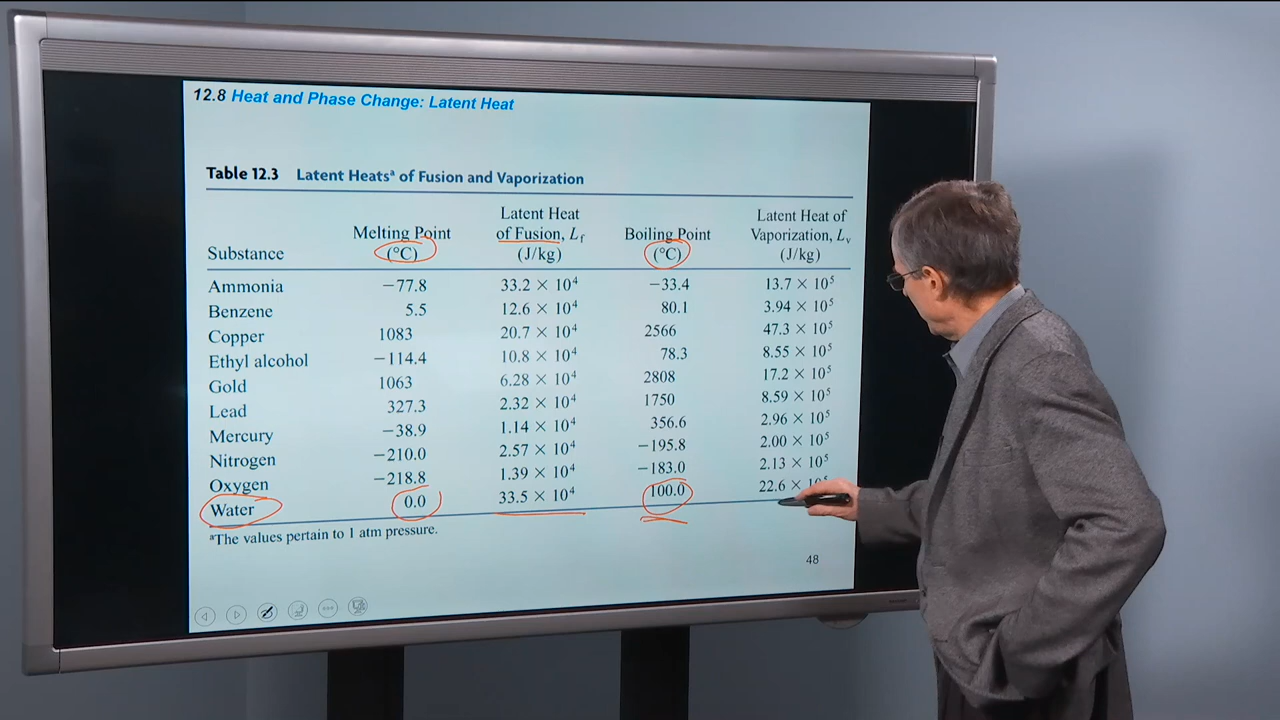 12.8 Heat and Phase Change: Latent Heat
Table 12.3 Latent Heatsᵃ of Fusion and Vaporization
Substance Melting Point (°C) Latent Heat of Fusion, Lf (J/kg) Boiling Point (°C) Latent Heat of Vaporization, Lv (J/kg)
Ammonia −77.8 33.2 × 10⁴ −33.4 13.7 × 10⁵
Benzene 5.5 12.6 × 10⁴ 80.1 3.94 × 10⁵
Copper 1083 20.7 × 10⁴ 2566 47.3 × 10⁵
Ethyl alcohol −114.4 10.8 × 10⁴ 78.3 8.55 × 10⁵
Gold 1063 6.28 × 10⁴ 2808 17.2 × 10⁵
Lead 327.3 2.32 × 10⁴ 1750 8.59 × 10⁵
Mercury −38.9 1.14 × 10⁴ 356.6 2.96 × 10⁵
Nitrogen −210.0 2.57 × 10⁴ −195.8 2.00 × 10⁵
Oxygen −218.8 1.39 × 10⁴ −183.0 2.13 × 10⁵
Water 0.0 33.5 × 10⁴ 100.0 22.6 × 10⁵
ᵃThe values pertain to 1 atm pressure.
48